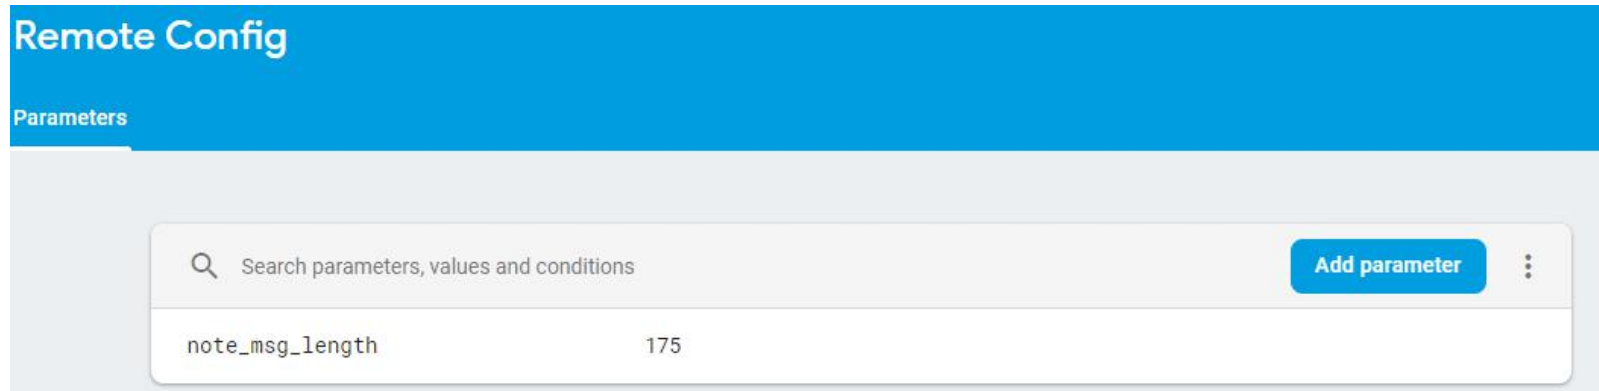 Remote Config
Parameters
Search parameters, values and conditions
Add parameter
note_msg_length 175